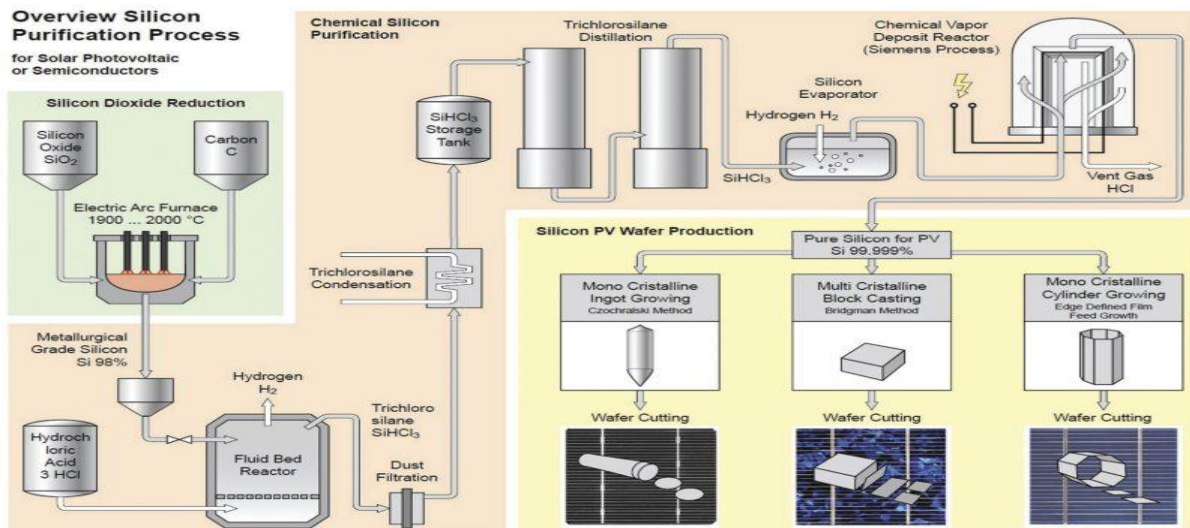 Overview Silicon
Purification Process
for Solar Photovoltaic
or Semiconductors
Silicon Dioxide Reduction
Silicon
Oxide
SiO₂
Carbon
C
Electric Arc Furnace
1900 ... 2000 °C
Metallurgical
Grade Silicon
Si 98%
Hydroch
loric
Acid
3 HCl
Hydrogen
H₂
Fluid Bed
Reactor
Trichloro
silane
SiHCl₃
Dust
Filtration
Trichlorosilane
Condensation
Chemical Silicon
Purification
SiHCl₃
Storage
Tank
Trichlorosilane
Distillation
Silicon
Evaporator
Hydrogen H₂
SiHCl₃
Chemical Vapor
Deposit Reactor
(Siemens Process)
Vent Gas
HCl
Silicon PV Wafer Production
Pure Silicon for PV
Si 99.999%
Mono Cristalline
Ingot Growing
Czochralski Method
Wafer Cutting
Multi Cristalline
Block Casting
Bridgman Method
Wafer Cutting
Mono Cristalline
Cylinder Growing
Edge Defined Film
Feed Growth
Wafer Cutting